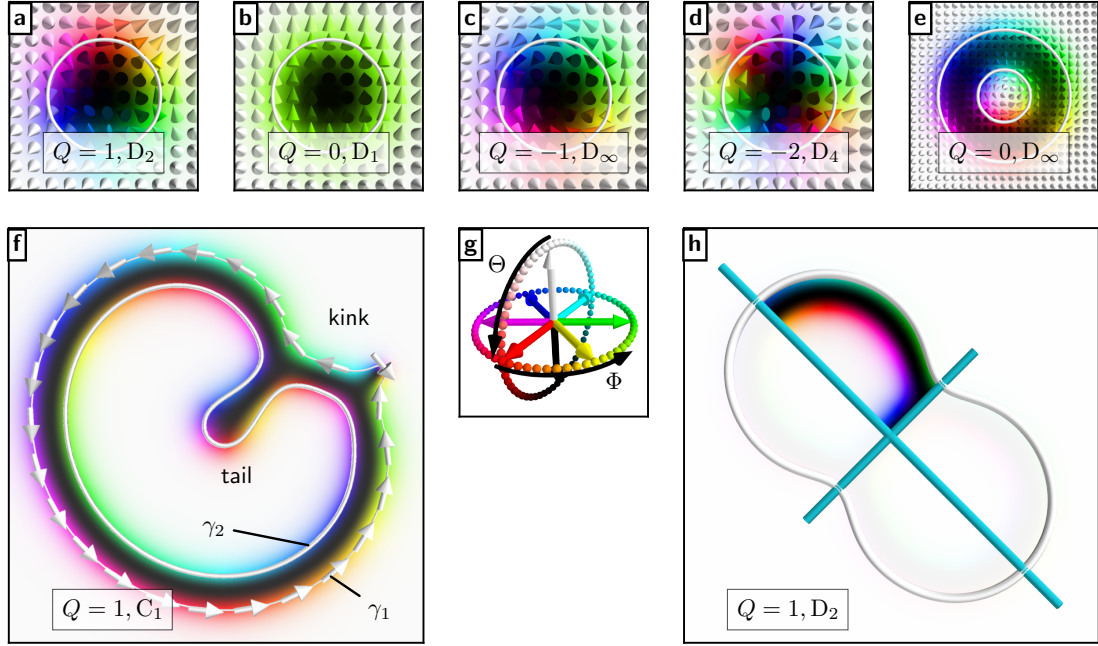 a
Q = 1, D₂
b
Q = 0, D₁
c
Q = −1, D∞
d
Q = −2, D₄
e
Q = 0, D∞
f
kink
tail
γ₂
γ₁
Q = 1, C₁
g
Θ
Φ
h
Q = 1, D₂